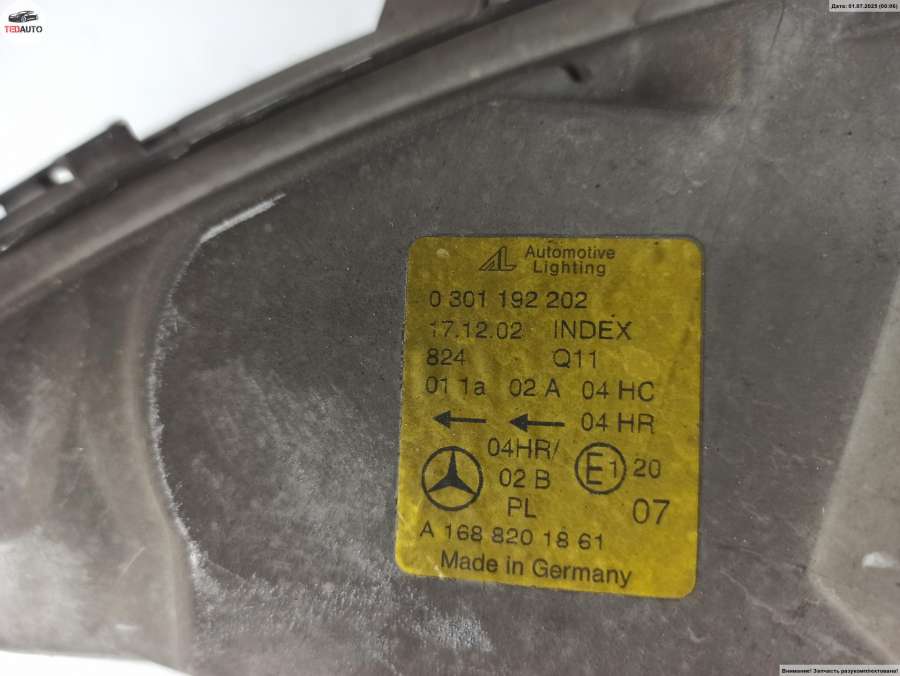 TEDAUTO
Дата: 01.07.2025 (00:06)
Automotive
Lighting
0 301 192 202
17.12.02 INDEX
824 Q11
01 1a 02 A 04 HC
04 HR
04HR/
02 B
E1 20
PL 07
A 168 820 18 61
Made in Germany
Внимание! Запчасть разукомплектована!